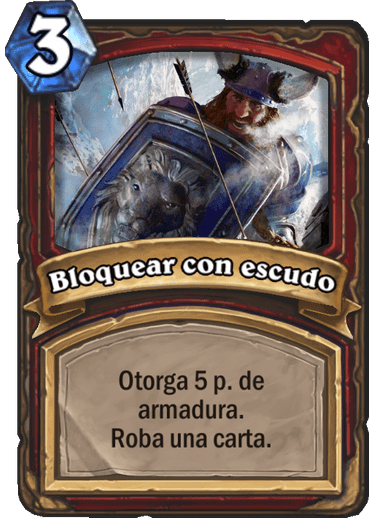 3
Bloquear con escudo
Otorga 5 p. de
armadura.
Roba una carta.